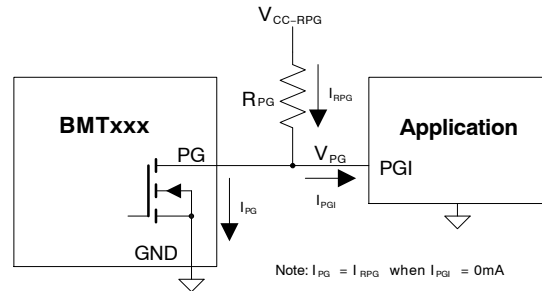 VCC-RPG
RPG
IRPG
BMTxxx
PG
VPG
Application
PGI
IPG
IPGI
GND
Note: IPG = IRPG when IPGI = 0mA